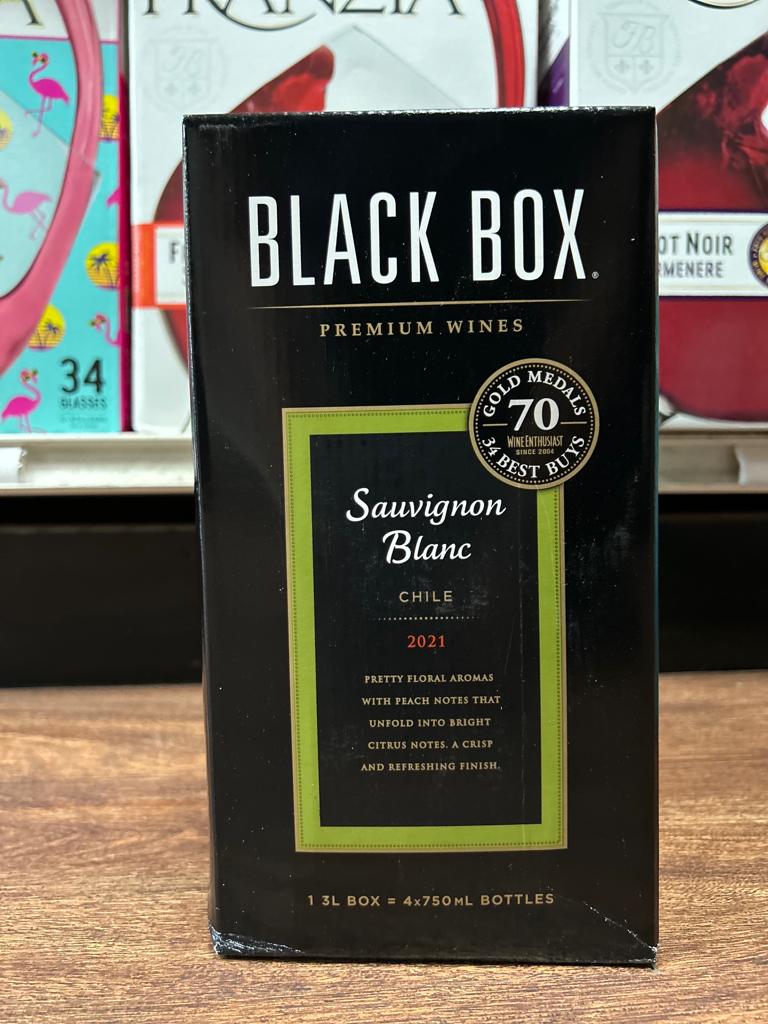 FRANZIA
BLACK BOX®
PREMIUM WINES
GOLD MEDALS
70
WINE ENTHUSIAST
SINCE 2004
34 BEST BUYS
Sauvignon
Blanc
CHILE
2021
PRETTY FLORAL AROMAS
WITH PEACH NOTES THAT
UNFOLD INTO BRIGHT
CITRUS NOTES. A CRISP
AND REFRESHING FINISH.
1 3L BOX = 4x750ML BOTTLES
34
GLASSES
OT NOIR
RMENERE